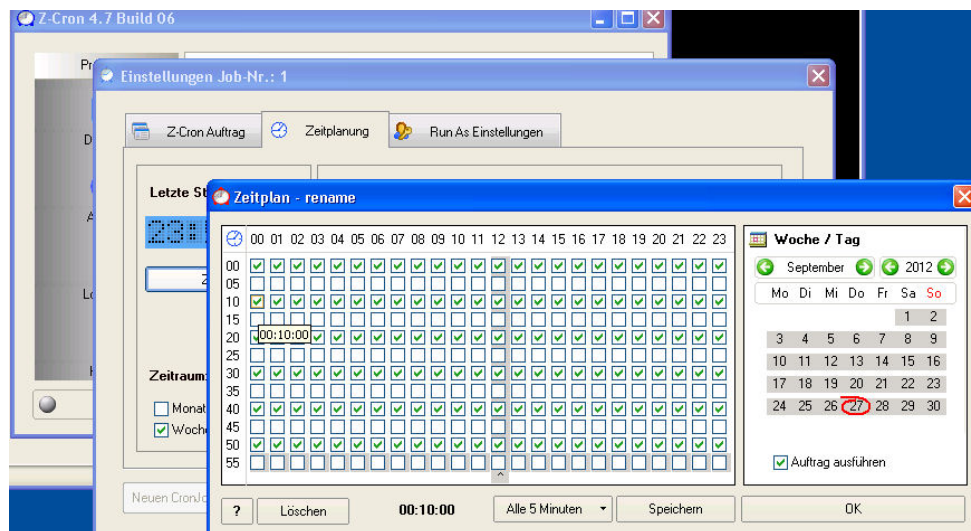 Z-Cron 4.7 Build 06
Einstellungen Job-Nr.: 1
Z-Cron Auftrag Zeitplanung Run As Einstellungen
Letzte
Zeitplan - rename
00 01 02 03 04 05 06 07 08 09 10 11 12 13 14 15 16 17 18 19 20 21 22 23
00
05
10
15
20
25
30
35
40
45
50
55
00:10:00
Woche / Tag
September 2012
Mo Di Mi Do Fr Sa So
1 2
3 4 5 6 7 8 9
10 11 12 13 14 15 16
17 18 19 20 21 22 23
24 25 26 27 28 29 30
Auftrag ausführen
Zeitraum:
Monat
Neuen
? Löschen 00:10:00 Alle 5 Minuten Speichern OK